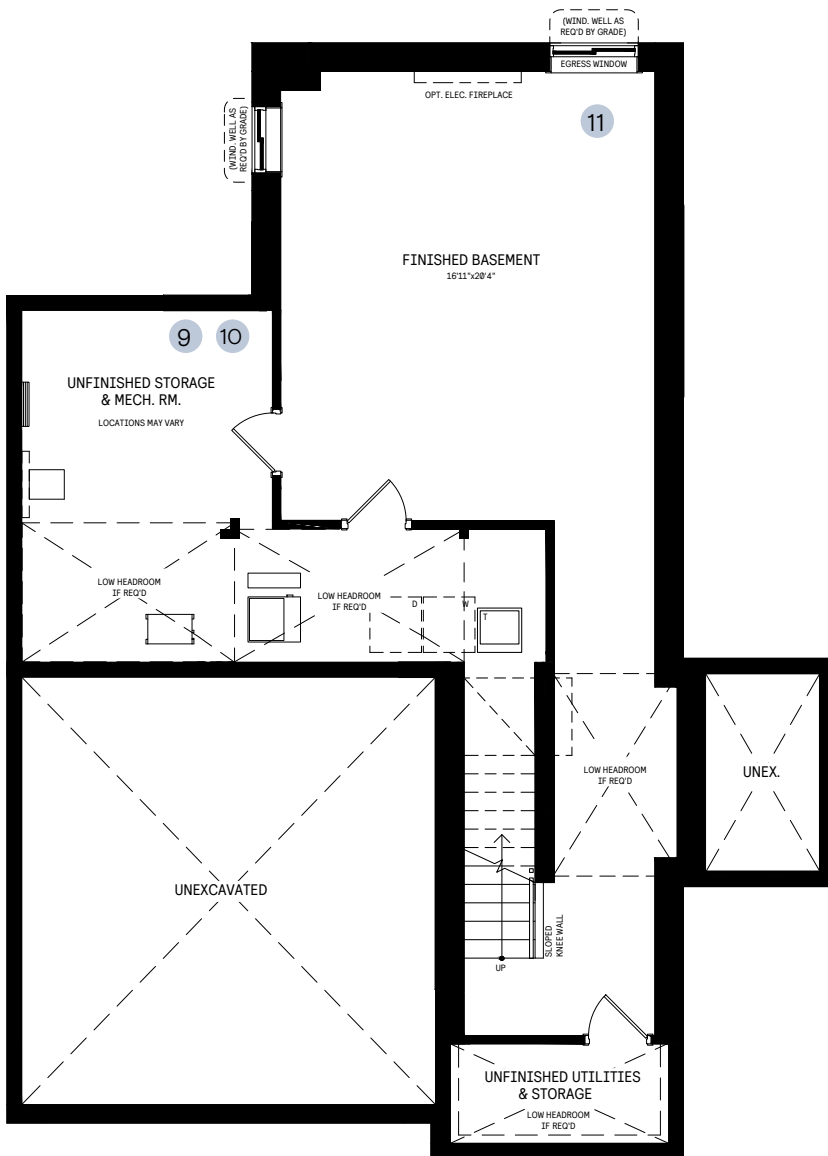 (WIND. WELL AS
REQ'D BY GRADE)
EGRESS WINDOW
OPT. ELEC. FIREPLACE
11
(WIND. WELL AS
REQ'D BY GRADE)
FINISHED BASEMENT
16'11"x20'4"
9 10
UNFINISHED STORAGE
& MECH. RM.
LOCATIONS MAY VARY
LOW HEADROOM
IF REQ'D
LOW HEADROOM
IF REQ'D
D
W
T
LOW HEADROOM
IF REQ'D
UNEX.
UNEXCAVATED
SLOPED
KNEE WALL
UP
UNFINISHED UTILITIES
& STORAGE
LOW HEADROOM
IF REQ'D